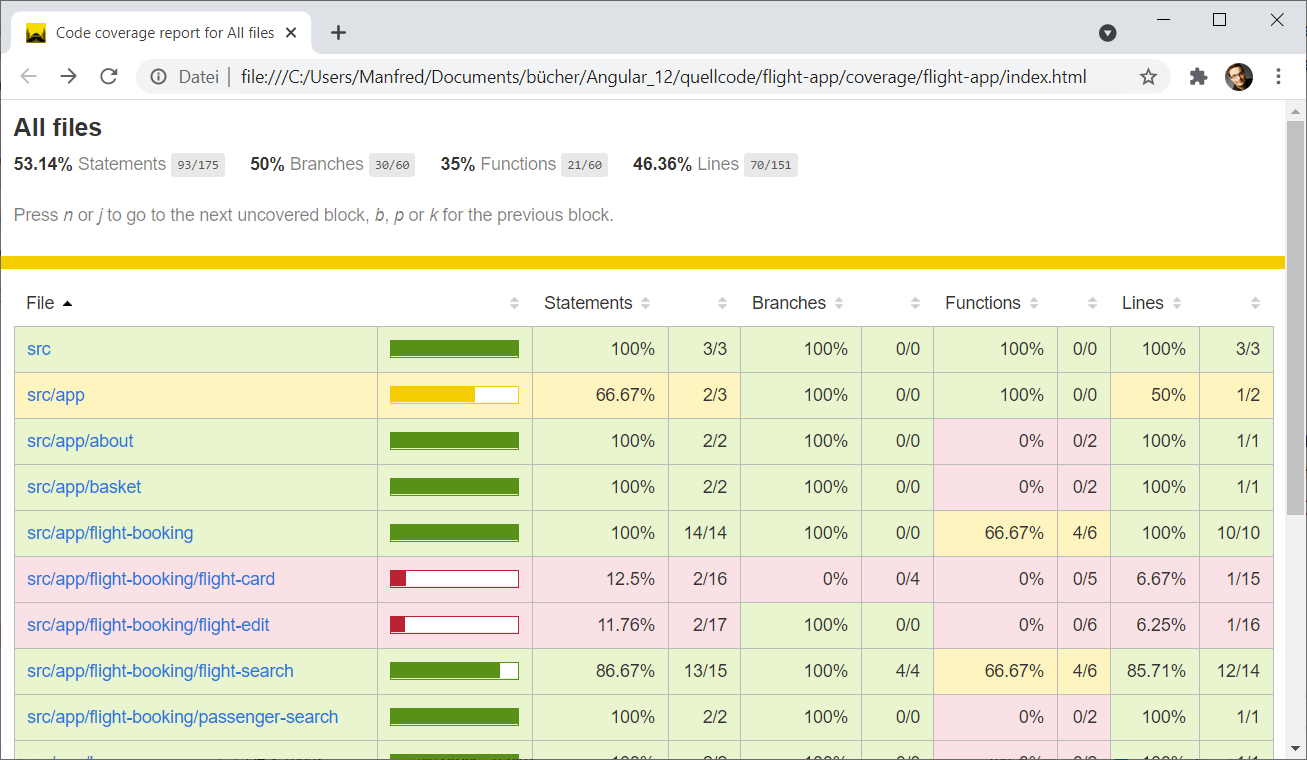 Code coverage report for All files
Datei | file:///C:/Users/Manfred/Documents/bücher/Angular_12/quellcode/flight-app/coverage/flight-app/index.html
All files
53.14% Statements 93/175 50% Branches 30/60 35% Functions 21/60 46.36% Lines 70/151
Press n or j to go to the next uncovered block, b, p or k for the previous block.
File Statements Branches Functions Lines
src 100% 3/3 100% 0/0 100% 0/0 100% 3/3
src/app 66.67% 2/3 100% 0/0 100% 0/0 50% 1/2
src/app/about 100% 2/2 100% 0/0 0% 0/2 100% 1/1
src/app/basket 100% 2/2 100% 0/0 0% 0/2 100% 1/1
src/app/flight-booking 100% 14/14 100% 0/0 66.67% 4/6 100% 10/10
src/app/flight-booking/flight-card 12.5% 2/16 0% 0/4 0% 0/5 6.67% 1/15
src/app/flight-booking/flight-edit 11.76% 2/17 100% 0/0 0% 0/6 6.25% 1/16
src/app/flight-booking/flight-search 86.67% 13/15 100% 4/4 66.67% 4/6 85.71% 12/14
src/app/flight-booking/passenger-search 100% 2/2 100% 0/0 0% 0/2 100% 1/1